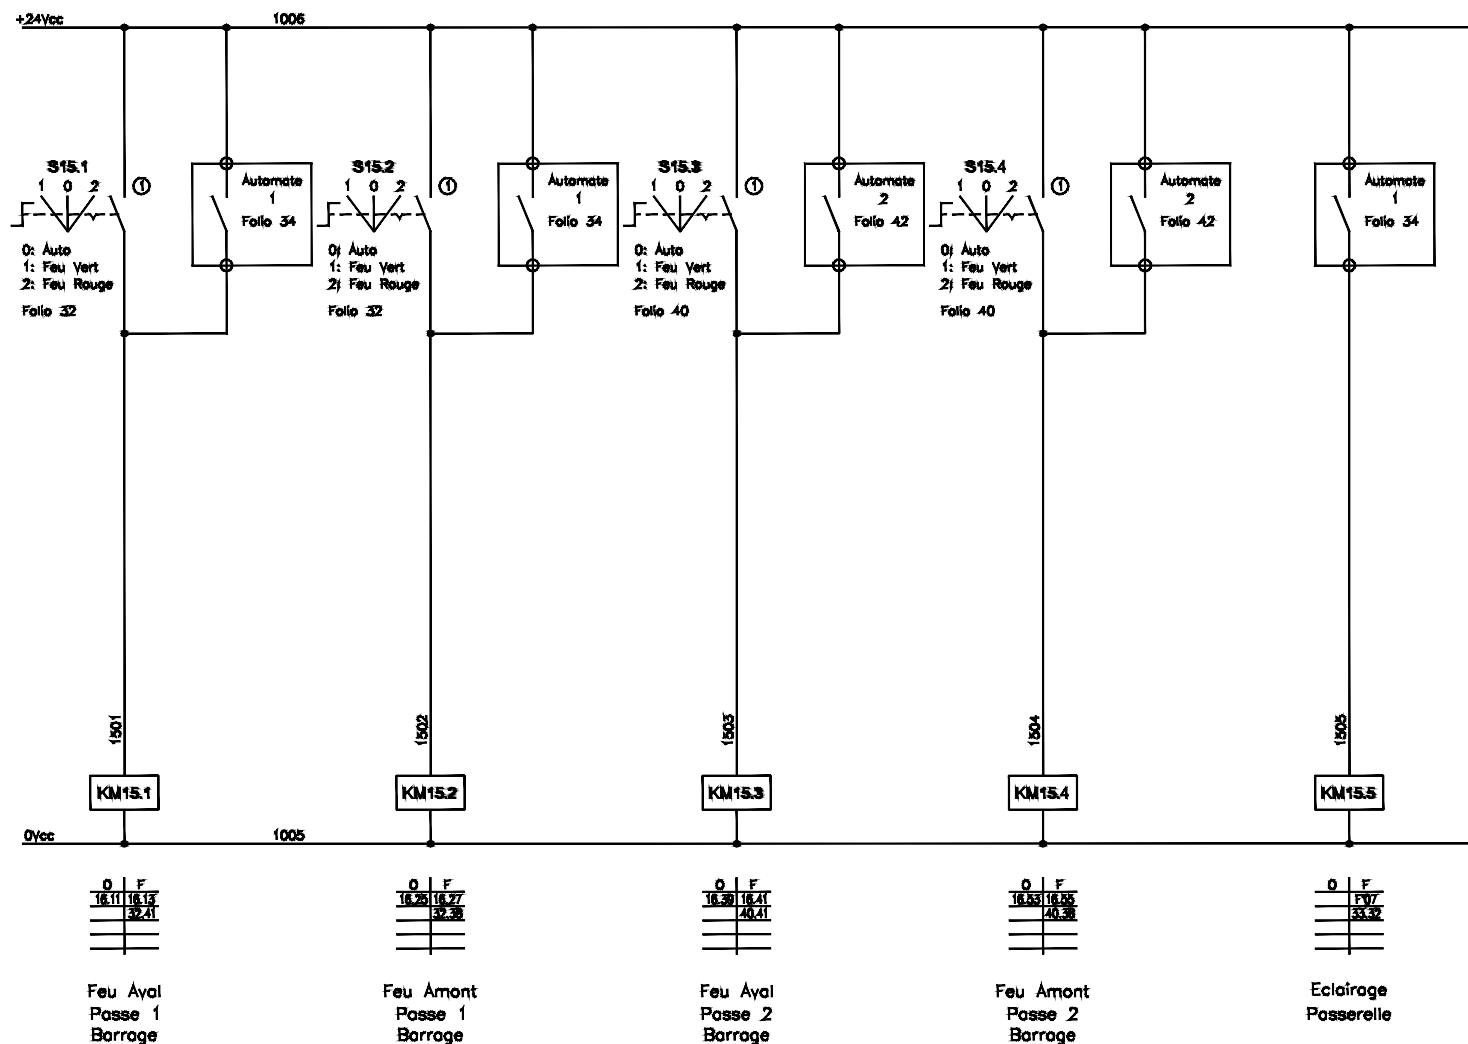 +24Vcc
1006
S15.1
1 0 2
1
Automate
1
Folio 34
0: Auto
1: Feu Vert
2: Feu Rouge
Folio 32
S15.2
1 0 2
1
Automate
1
Folio 34
0: Auto
1: Feu Vert
2: Feu Rouge
Folio 32
S15.3
1 0 2
1
Automate
2
Folio 42
0: Auto
1: Feu Vert
2: Feu Rouge
Folio 40
S15.4
1 0 2
1
Automate
2
Folio 42
0: Auto
1: Feu Vert
2: Feu Rouge
Folio 40
Automate
1
Folio 34
1501
1502
1503
1504
1505
KM15.1
KM15.2
KM15.3
KM15.4
KM15.5
0Vcc
1005
O F
16.11 16.13
32.41
O F
16.25 16.27
32.38
O F
16.39 16.41
40.41
O F
16.53 16.55
40.38
O F
F07
33.32
Feu Aval
Passe 1
Barrage
Feu Amont
Passe 1
Barrage
Feu Aval
Passe 2
Barrage
Feu Amont
Passe 2
Barrage
Eclairage
Passerelle